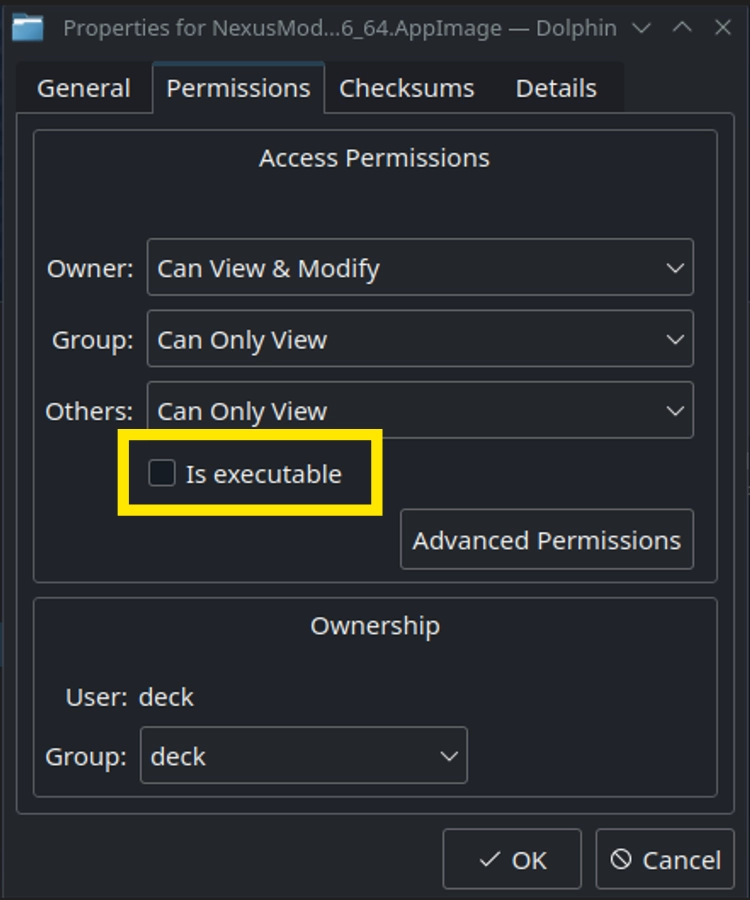 Properties for NexusMod...6_64.AppImage — Dolphin
General Permissions Checksums Details
Access Permissions
Owner: Can View & Modify
Group: Can Only View
Others: Can Only View
Is executable
Advanced Permissions
Ownership
User: deck
Group: deck
OK Cancel